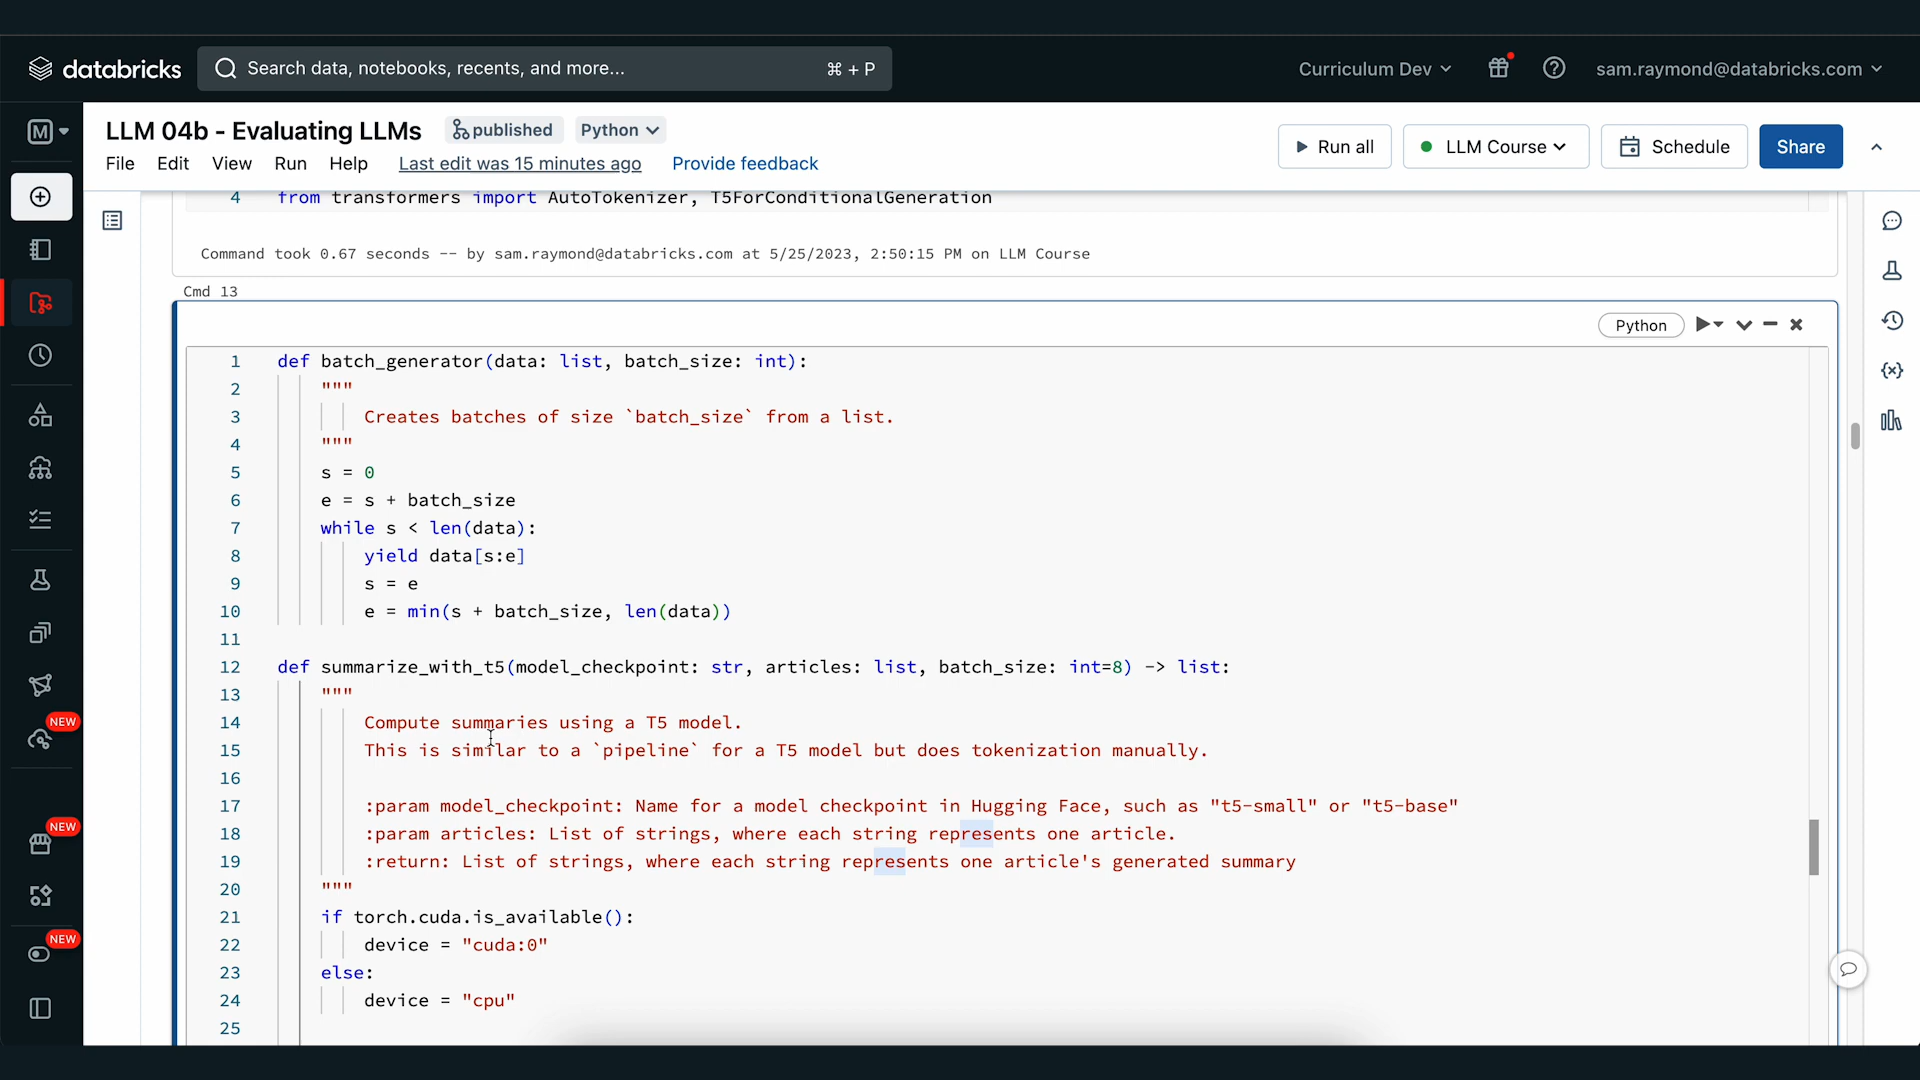 databricks
Search data, notebooks, recents, and more... ⌘ + P
Curriculum Dev
sam.raymond@databricks.com
M
LLM 04b - Evaluating LLMs
published
Python
File Edit View Run Help Last edit was 15 minutes ago Provide feedback
Run all
LLM Course
Schedule
Share
4 from transformers import AutoTokenizer, T5ForConditionalGeneration
Command took 0.67 seconds -- by sam.raymond@databricks.com at 5/25/2023, 2:50:15 PM on LLM Course
Cmd 13
Python
1 def batch_generator(data: list, batch_size: int):
2 """
3 Creates batches of size `batch_size` from a list.
4 """
5 s = 0
6 e = s + batch_size
7 while s < len(data):
8 yield data[s:e]
9 s = e
10 e = min(s + batch_size, len(data))
11
12 def summarize_with_t5(model_checkpoint: str, articles: list, batch_size: int=8) -> list:
13 """
14 Compute summaries using a T5 model.
15 This is similar to a `pipeline` for a T5 model but does tokenization manually.
16
17 :param model_checkpoint: Name for a model checkpoint in Hugging Face, such as "t5-small" or "t5-base"
18 :param articles: List of strings, where each string represents one article.
19 :return: List of strings, where each string represents one article's generated summary
20 """
21 if torch.cuda.is_available():
22 device = "cuda:0"
23 else:
24 device = "cpu"
25
NEW
NEW
NEW